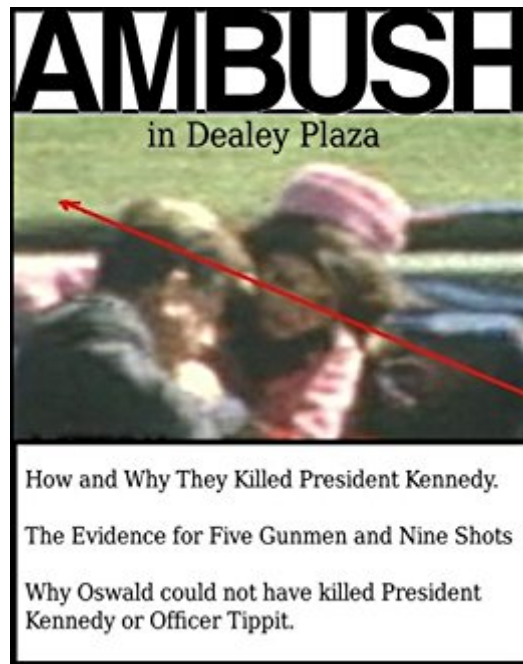 AMBUSH
in Dealey Plaza
How and Why They Killed President Kennedy.
The Evidence for Five Gunmen and Nine Shots
Why Oswald could not have killed President
Kennedy or Officer Tippit.